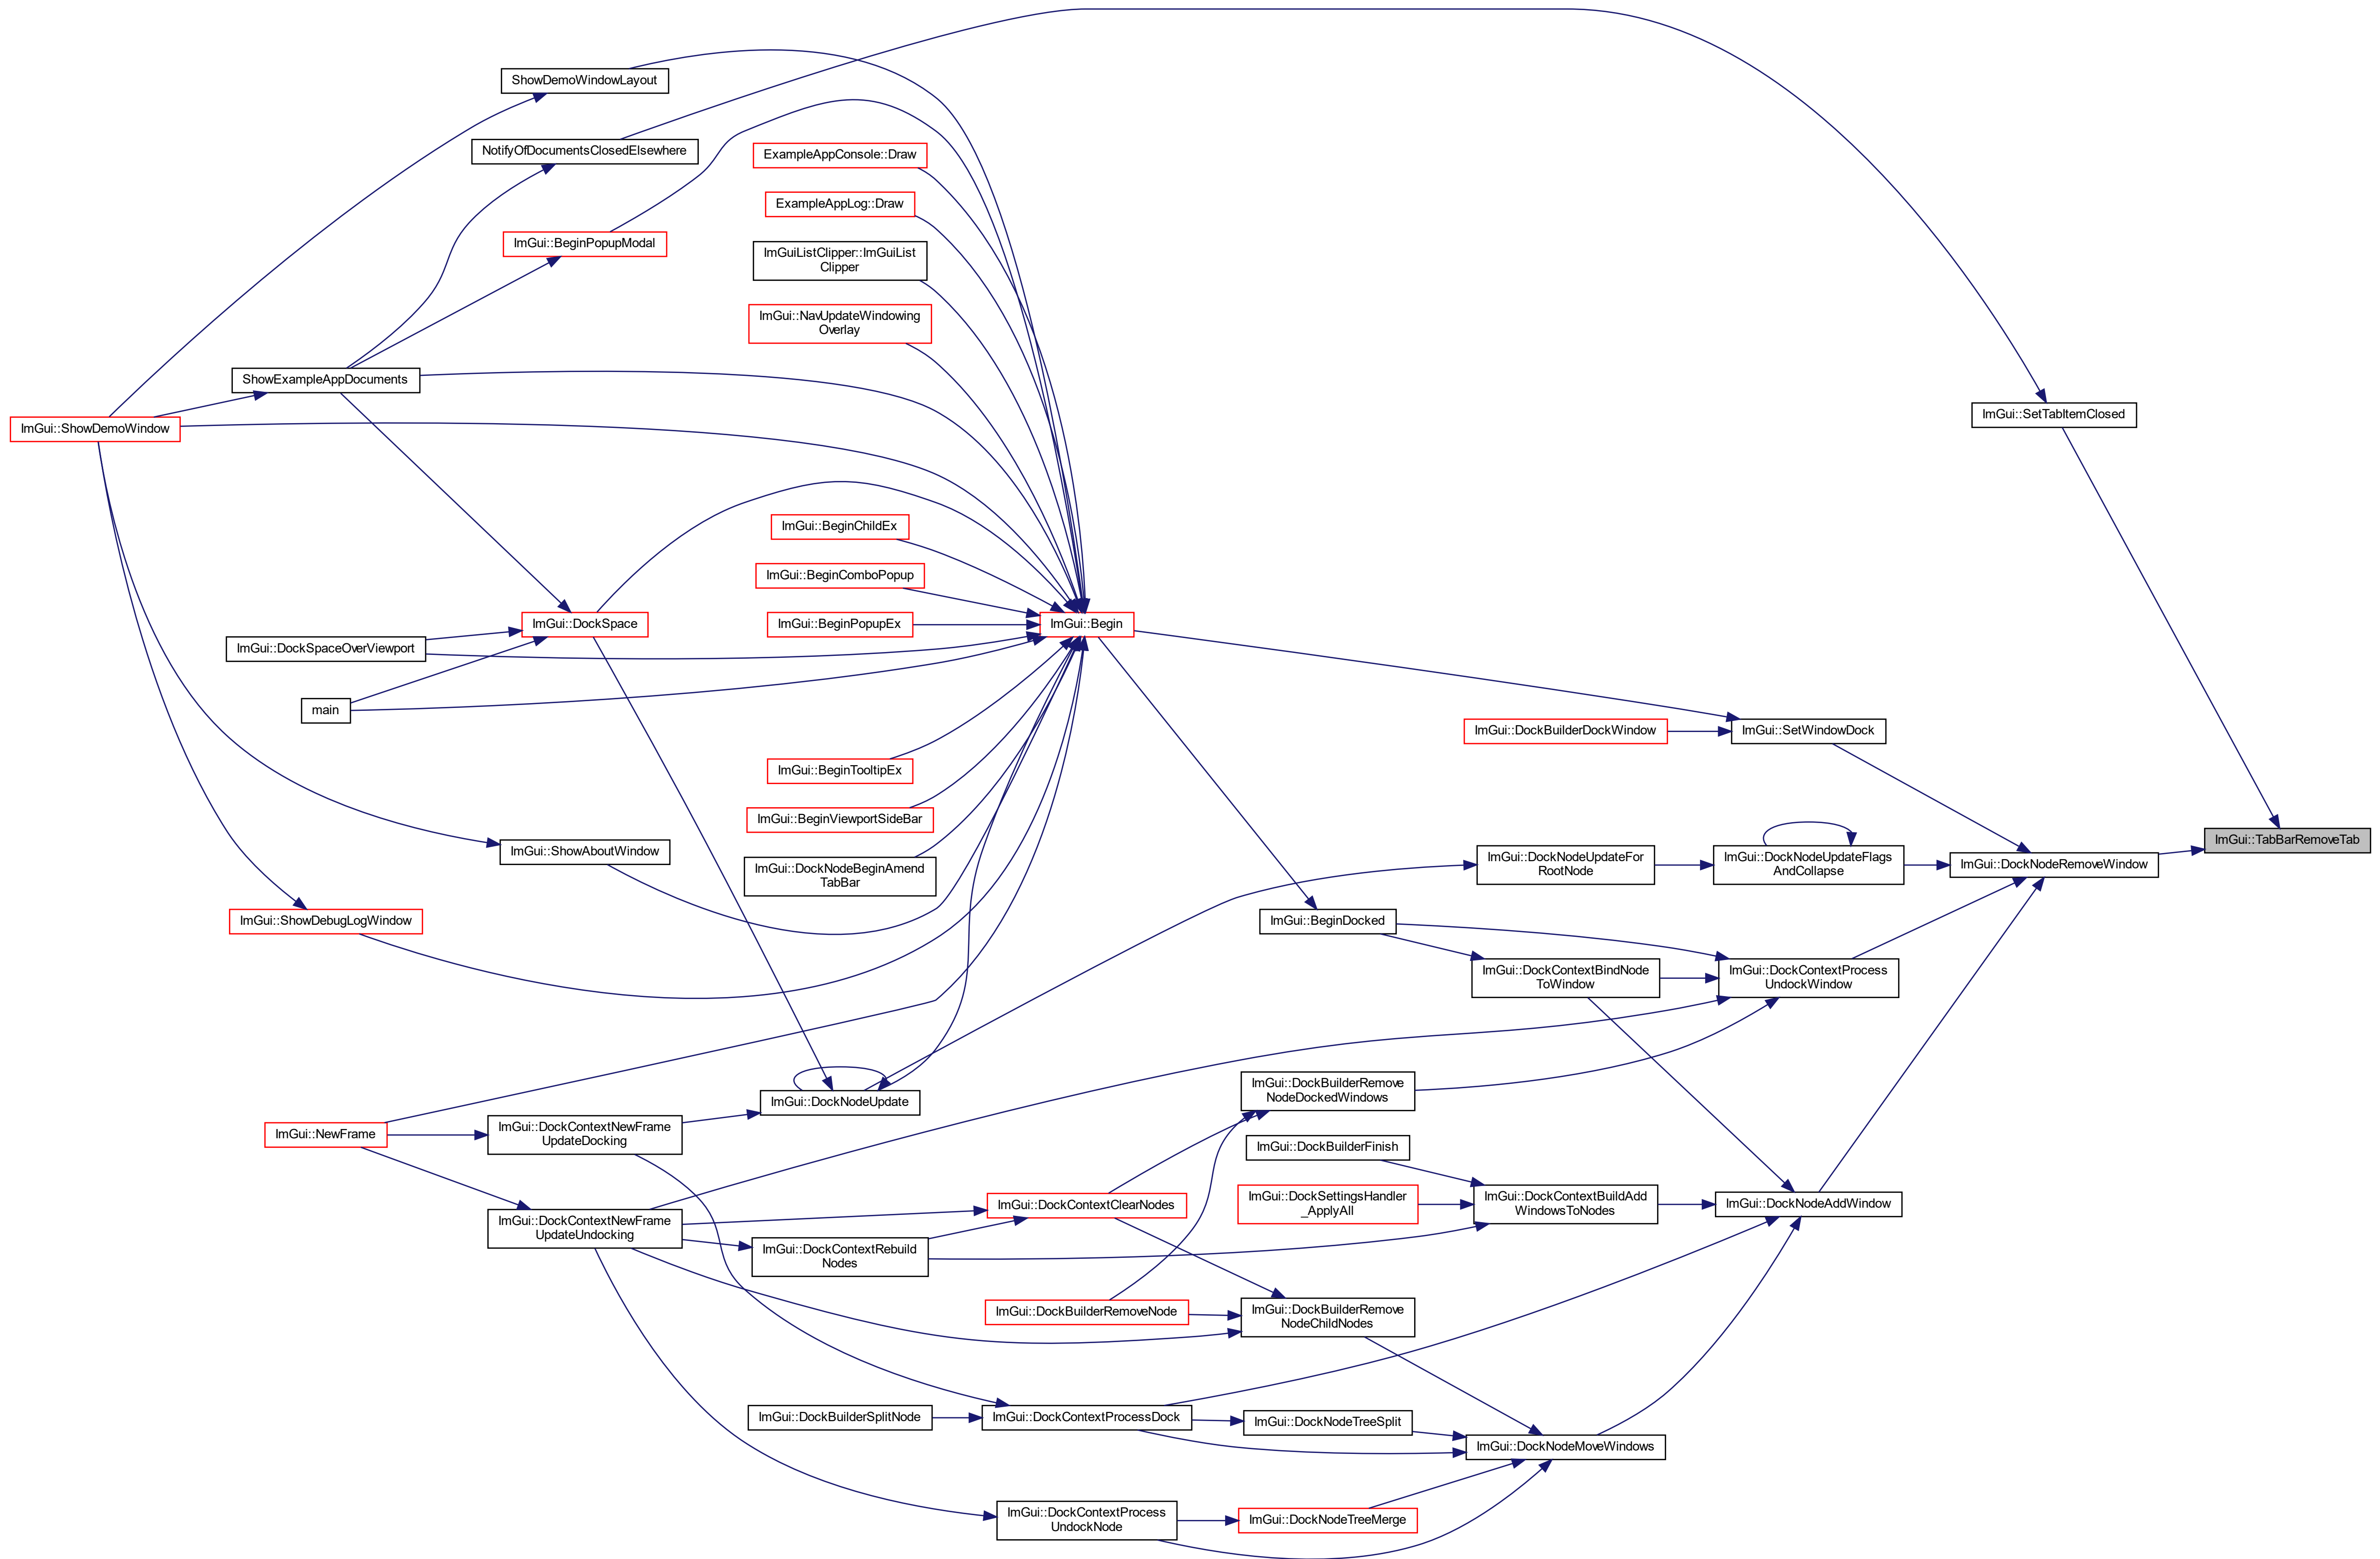 ShowDemoWindowLayout
NotifyOfDocumentsClosedElsewhere
ExampleAppConsole::Draw
ExampleAppLog::Draw
ImGui::BeginPopupModal
ImGuiListClipper::ImGuiList
Clipper
ImGui::NavUpdateWindowing
Overlay
ShowExampleAppDocuments
ImGui::SetTabItemClosed
ImGui::ShowDemoWindow
ImGui::BeginChildEx
ImGui::BeginComboPopup
ImGui::DockSpace
ImGui::BeginPopupEx
ImGui::Begin
ImGui::DockSpaceOverViewport
main
ImGui::DockBuilderDockWindow
ImGui::SetWindowDock
ImGui::BeginTooltipEx
ImGui::BeginViewportSideBar
ImGui::TabBarRemoveTab
ImGui::ShowAboutWindow
ImGui::DockNodeBeginAmend
TabBar
ImGui::DockNodeUpdateFor
RootNode
ImGui::DockNodeUpdateFlags
AndCollapse
ImGui::DockNodeRemoveWindow
ImGui::ShowDebugLogWindow
ImGui::BeginDocked
ImGui::DockContextBindNode
ToWindow
ImGui::DockContextProcess
UndockWindow
ImGui::DockNodeUpdate
ImGui::DockBuilderRemove
NodeDockedWindows
ImGui::NewFrame
ImGui::DockContextNewFrame
UpdateDocking
ImGui::DockBuilderFinish
ImGui::DockContextClearNodes
ImGui::DockSettingsHandler
_ApplyAll
ImGui::DockContextBuildAdd
WindowsToNodes
ImGui::DockNodeAddWindow
ImGui::DockContextNewFrame
UpdateUndocking
ImGui::DockContextRebuild
Nodes
ImGui::DockBuilderRemoveNode
ImGui::DockBuilderRemove
NodeChildNodes
ImGui::DockBuilderSplitNode
ImGui::DockContextProcessDock
ImGui::DockNodeTreeSplit
ImGui::DockNodeMoveWindows
ImGui::DockContextProcess
UndockNode
ImGui::DockNodeTreeMerge